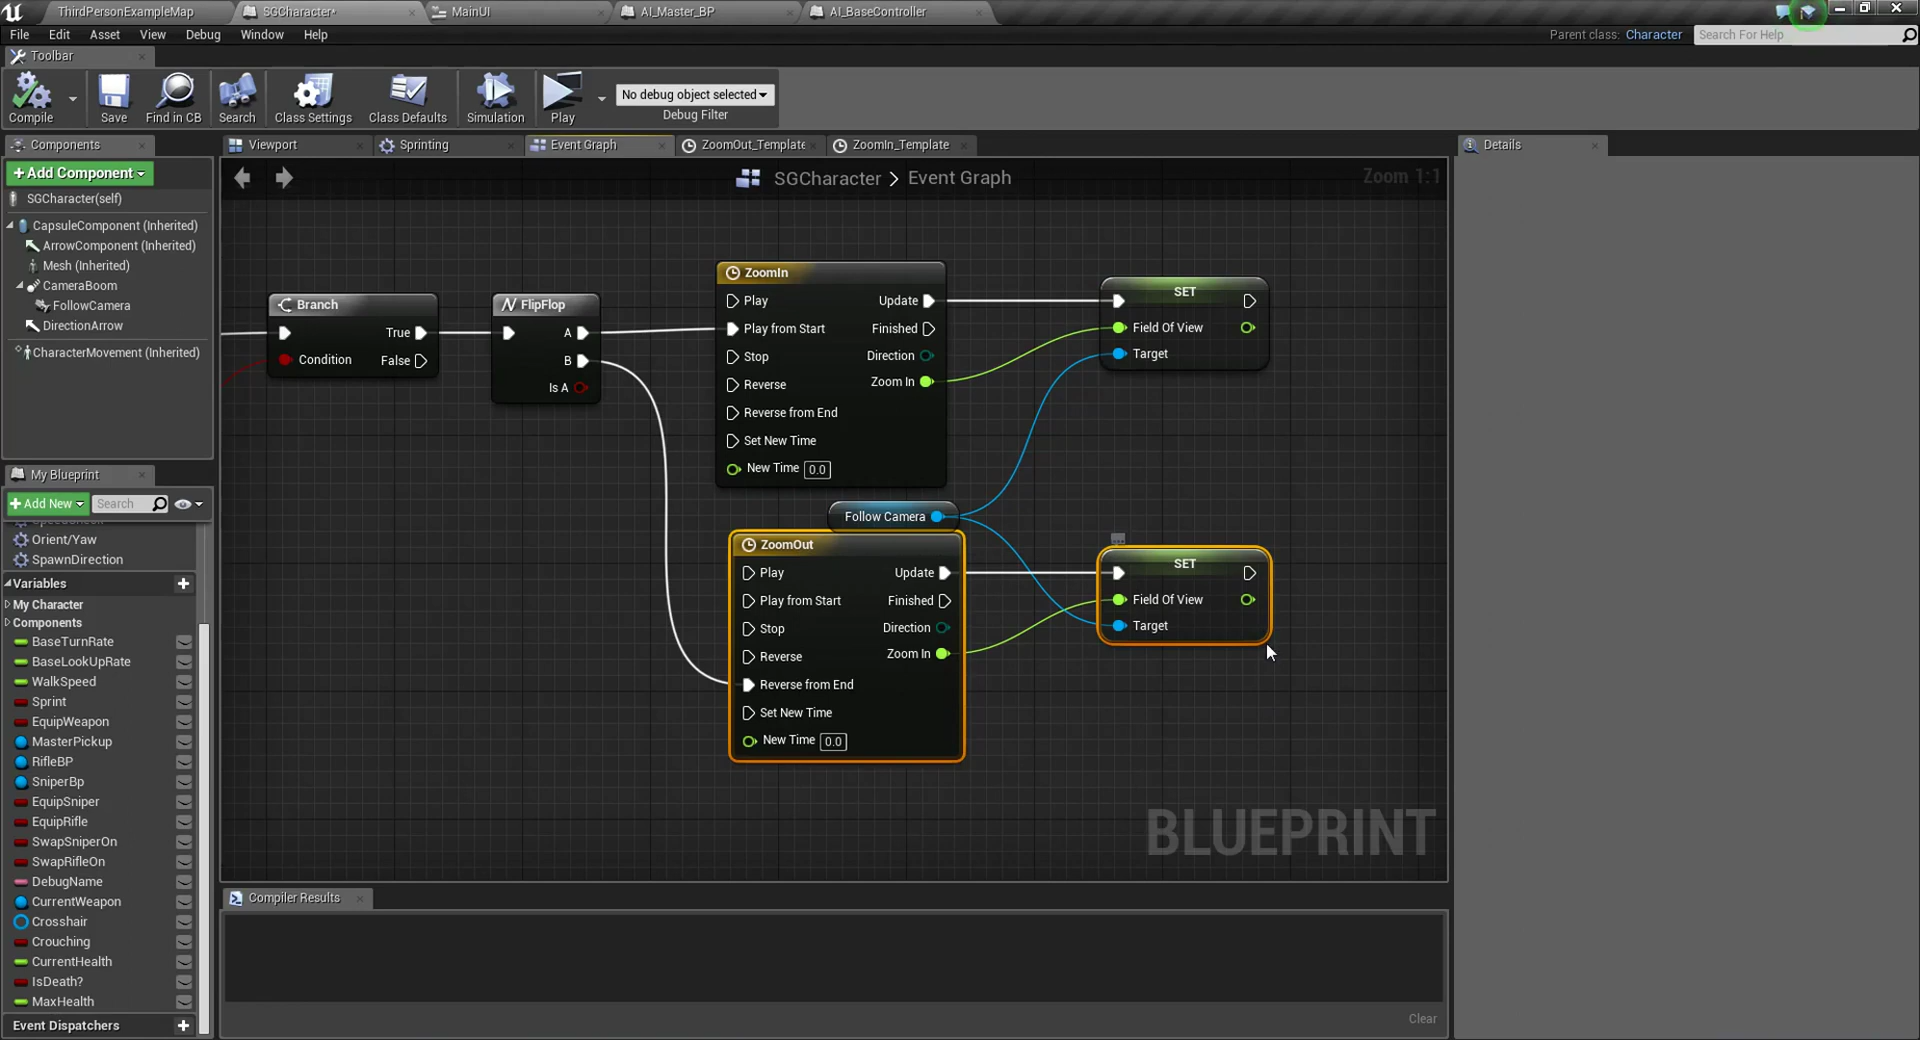 ThirdPersonExampleMap
SGCharacter*
MainUI
AI_Master_BP
AI_BaseController
File Edit Asset View Debug Window Help
Parent class: Character
Search For Help
Toolbar
Compile
Save
Find in CB
Search
Class Settings
Class Defaults
Simulation
Play
No debug object selected
Debug Filter
Components
+Add Component
SGCharacter(self)
CapsuleComponent (Inherited)
ArrowComponent (Inherited)
Mesh (Inherited)
CameraBoom
FollowCamera
DirectionArrow
CharacterMovement (Inherited)
My Blueprint
+Add New
Search
Orient/Yaw
SpawnDirection
Variables
My Character
Components
BaseTurnRate
BaseLookUpRate
WalkSpeed
Sprint
EquipWeapon
MasterPickup
RifleBP
SniperBp
EquipSniper
EquipRifle
SwapSniperOn
SwapRifleOn
DebugName
CurrentWeapon
Crosshair
Crouching
CurrentHealth
IsDeath?
MaxHealth
Event Dispatchers
Viewport
Sprinting
Event Graph
ZoomOut_Template
ZoomIn_Template
SGCharacter > Event Graph
Zoom 1:1
Branch
True
Condition False
FlipFlop
A
B
Is A
ZoomIn
Play Update
Play from Start Finished
Stop Direction
Reverse Zoom In
Reverse from End
Set New Time
New Time 0.0
SET
Field Of View
Target
Follow Camera
ZoomOut
Play Update
Play from Start Finished
Stop Direction
Reverse Zoom In
Reverse from End
Set New Time
New Time 0.0
SET
Field Of View
Target
BLUEPRINT
Compiler Results
Clear
Details